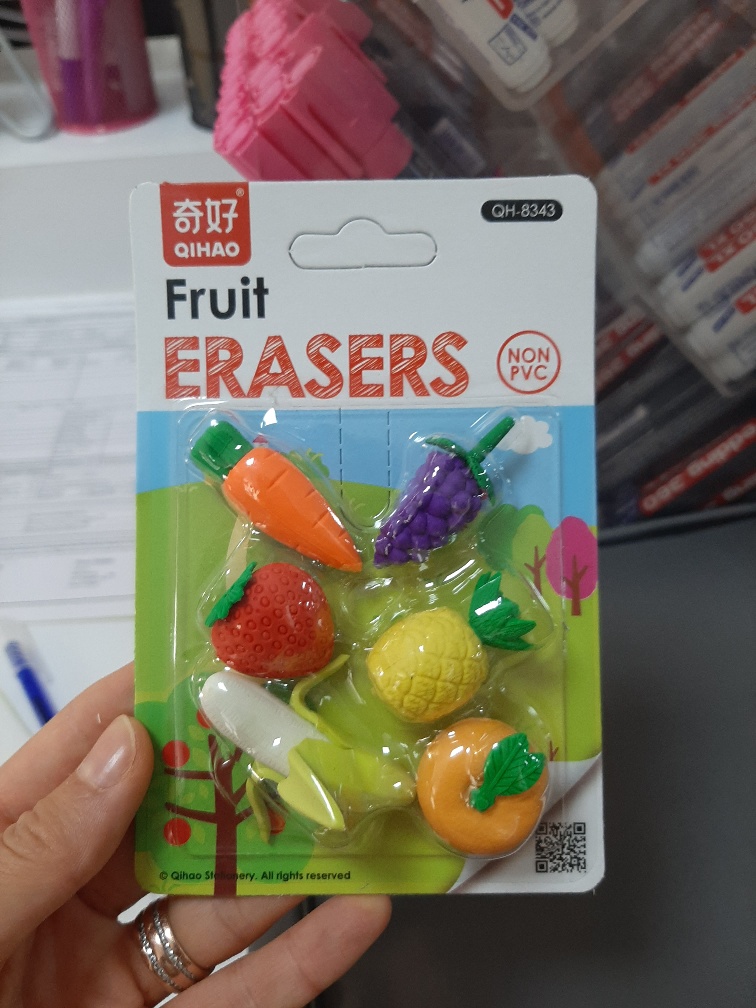 奇好®
QIHAO
QH-8343
Fruit
ERASERS
NON
PVC
© Qihao Stationery. All rights reserved